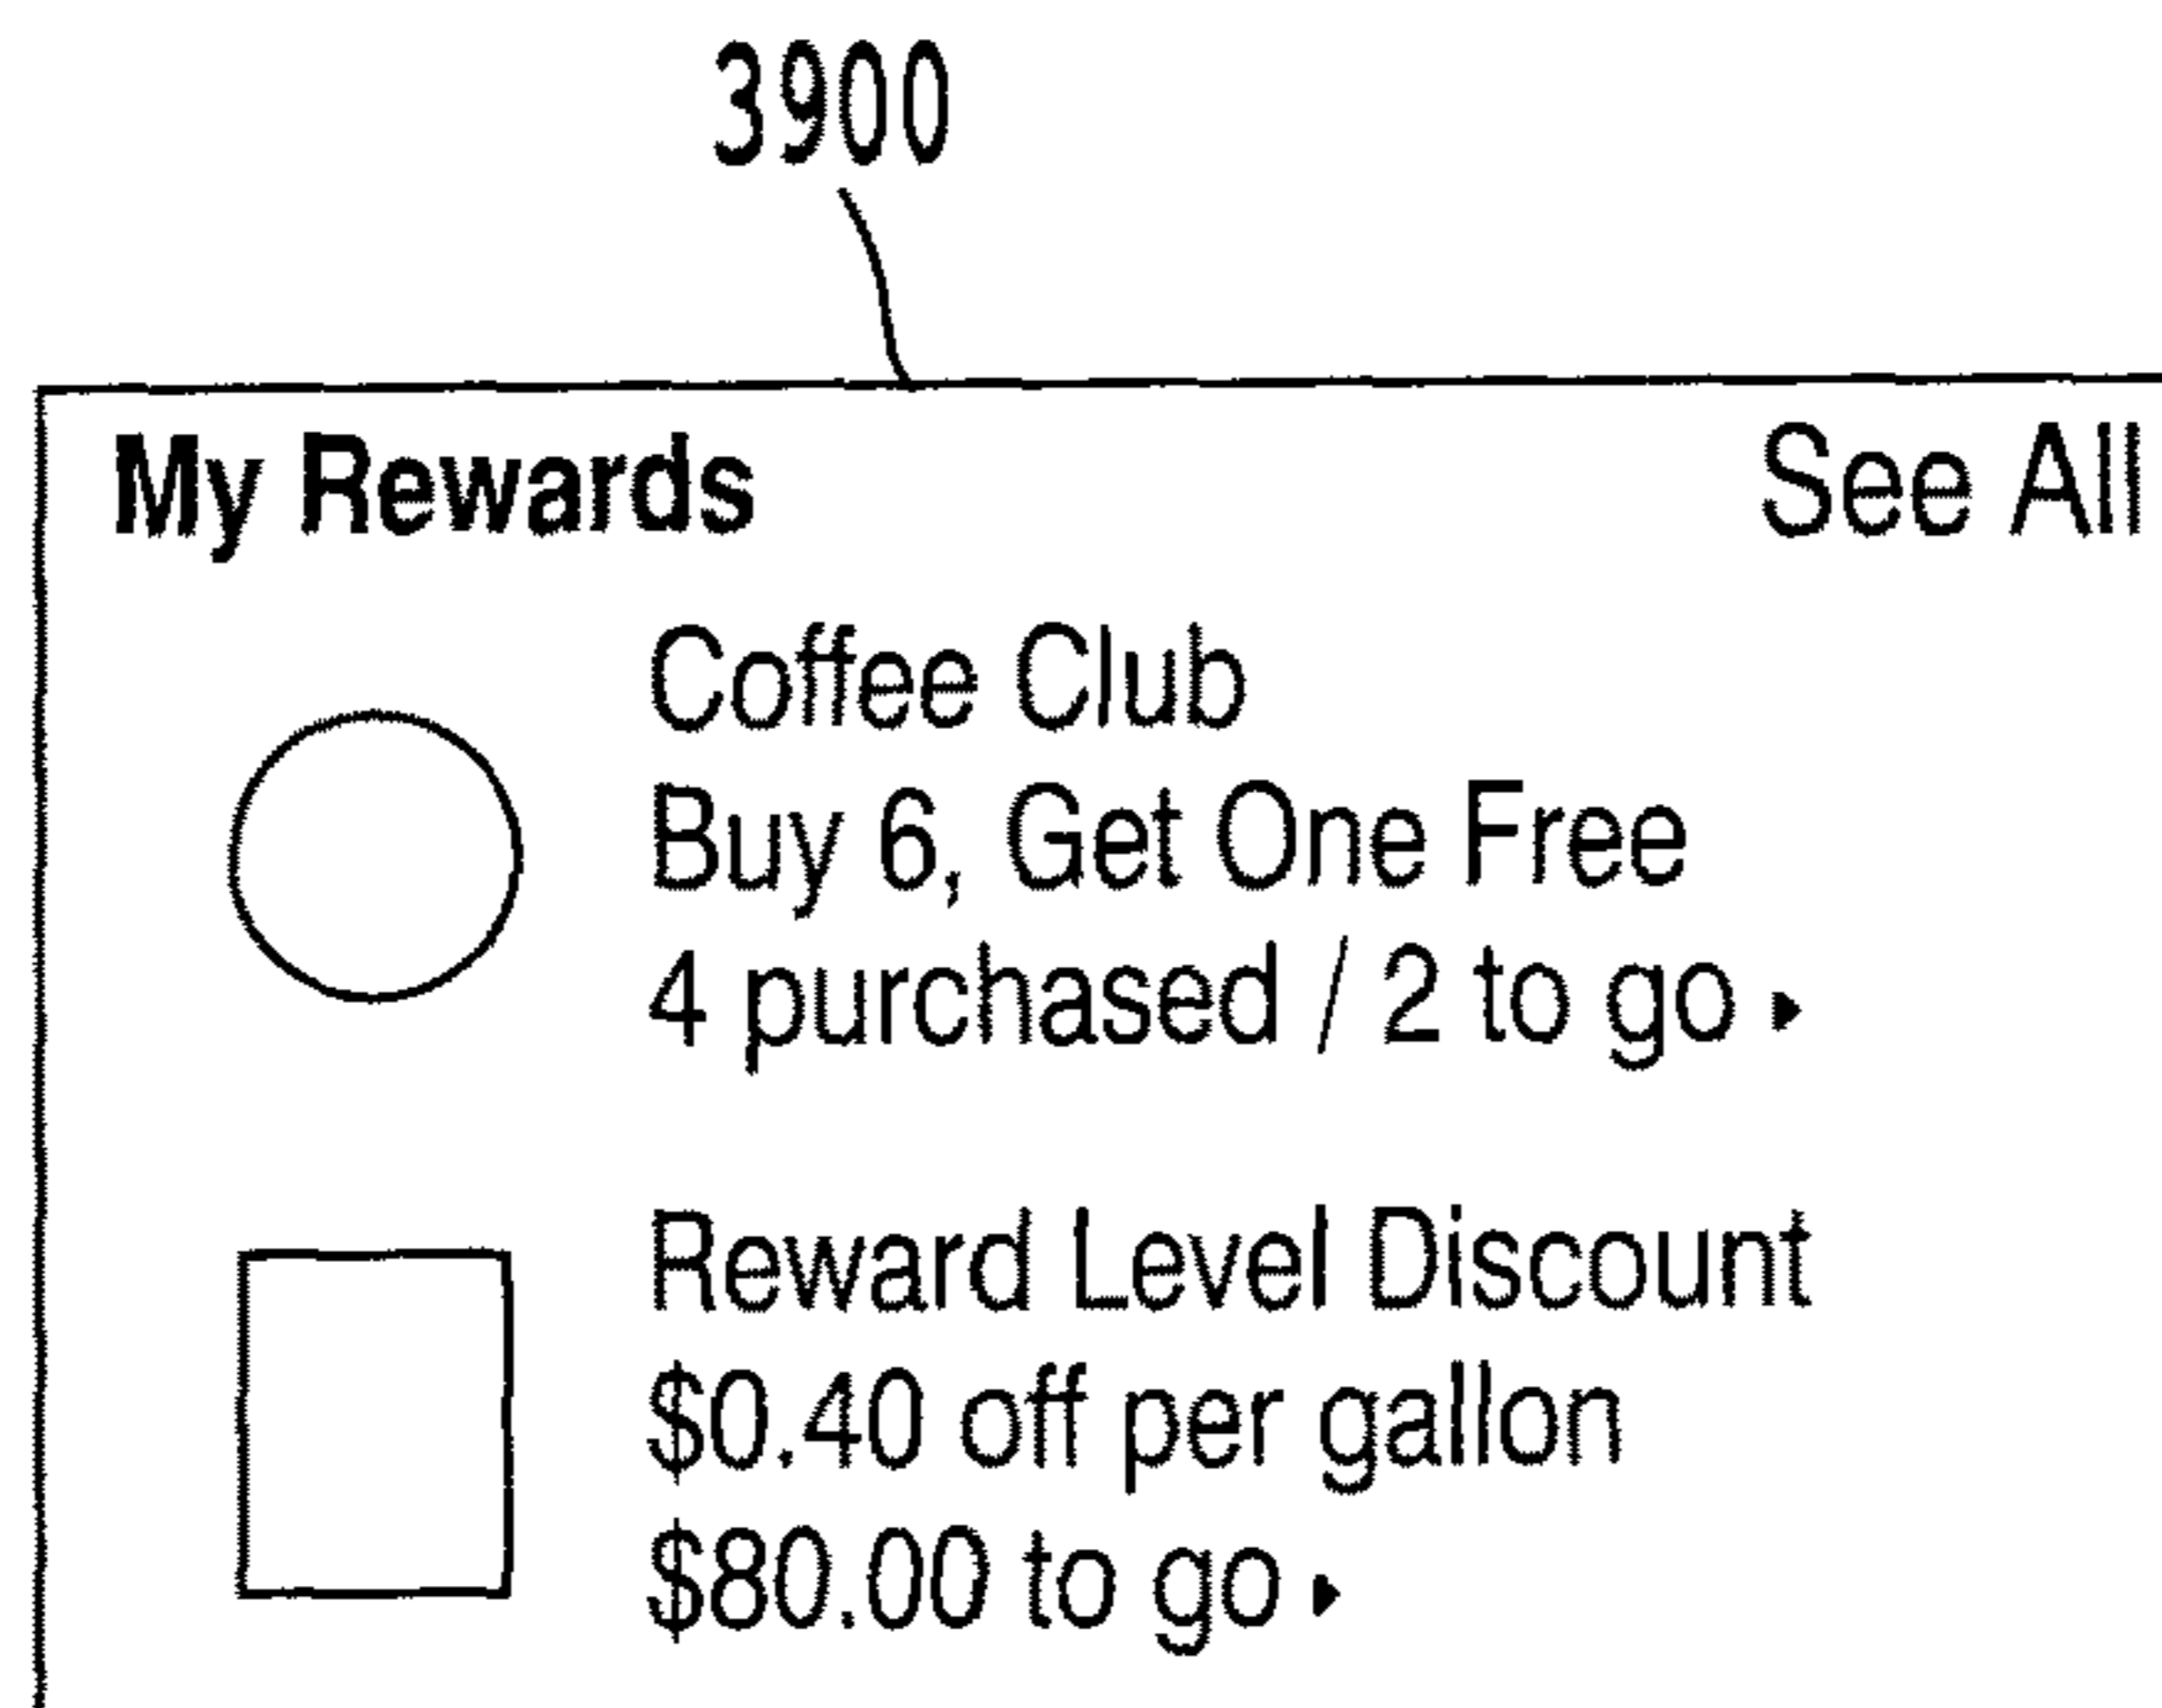 3900
My Rewards See All
Coffee Club
Buy 6, Get One Free
4 purchased / 2 to go ▸
Reward Level Discount
$0.40 off per gallon
$80.00 to go ▸